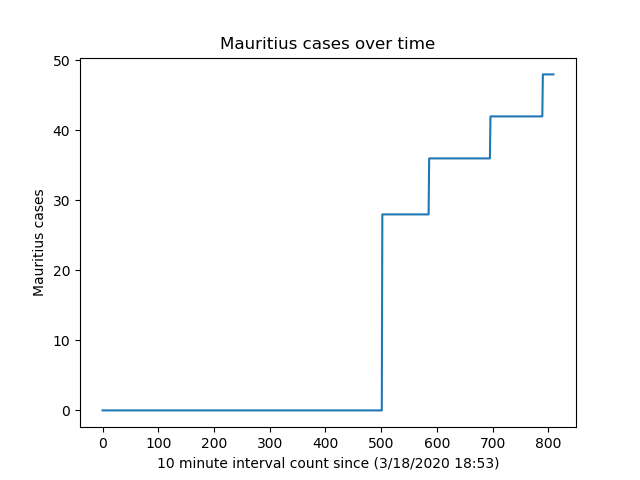 Mauritius cases over time
50
40
30
20
10
0
Mauritius cases
0 100 200 300 400 500 600 700 800
10 minute interval count since (3/18/2020 18:53)